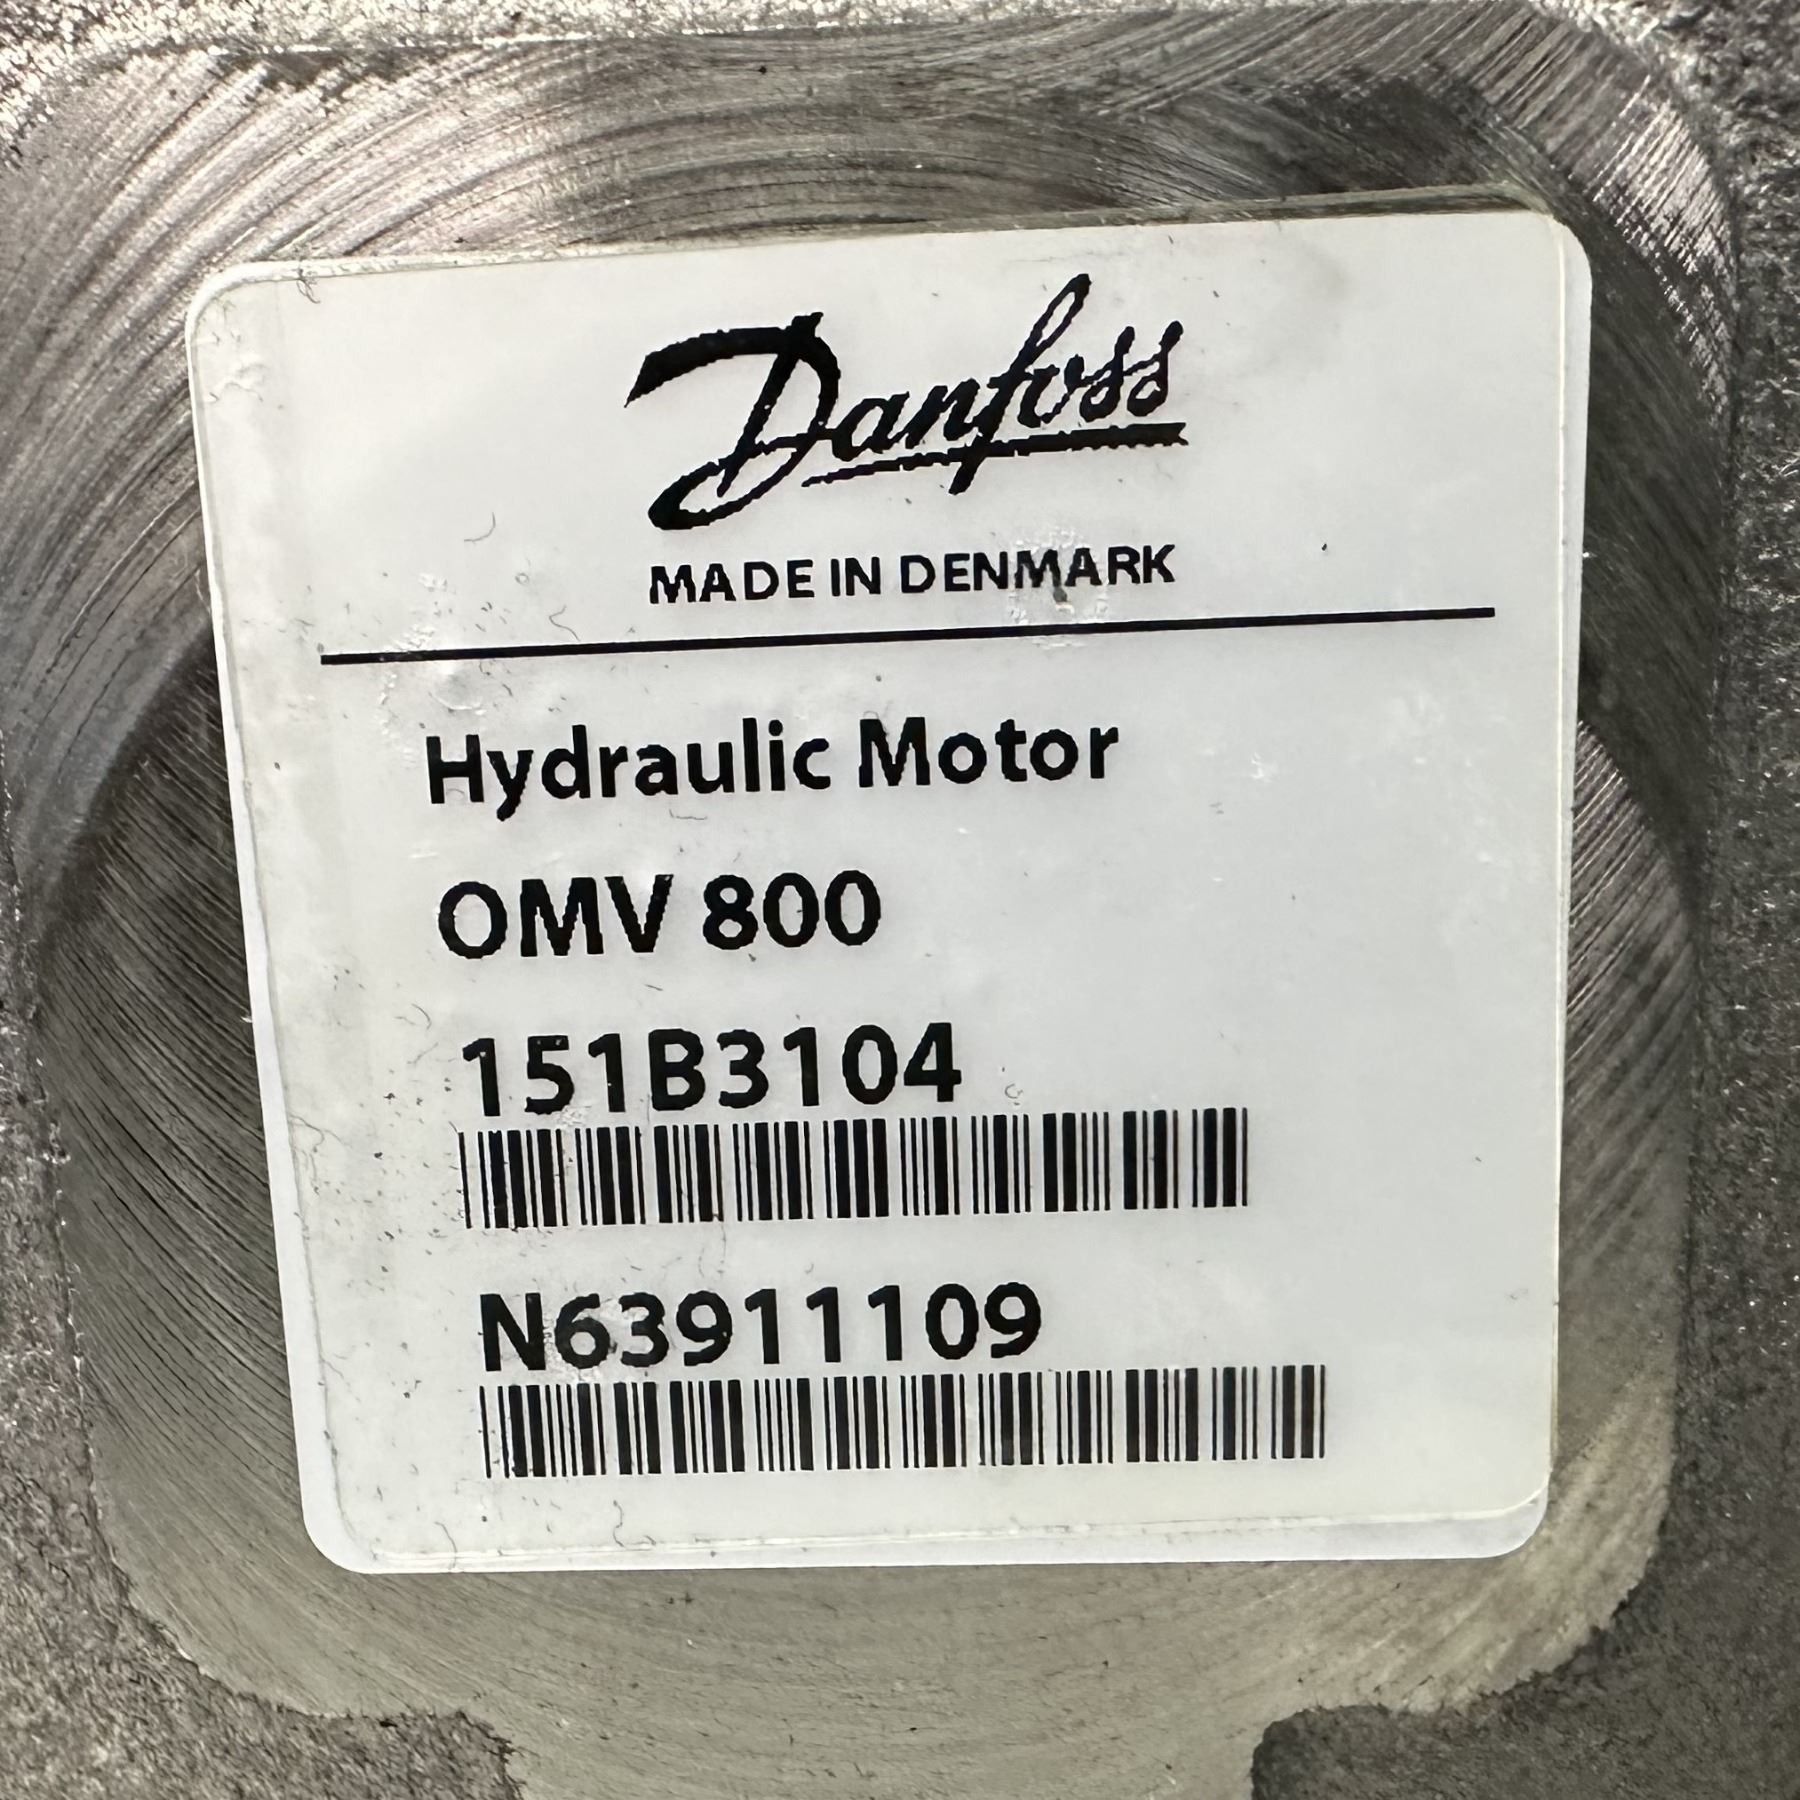 Danfoss
MADE IN DENMARK
Hydraulic Motor
OMV 800
151B3104
N63911109